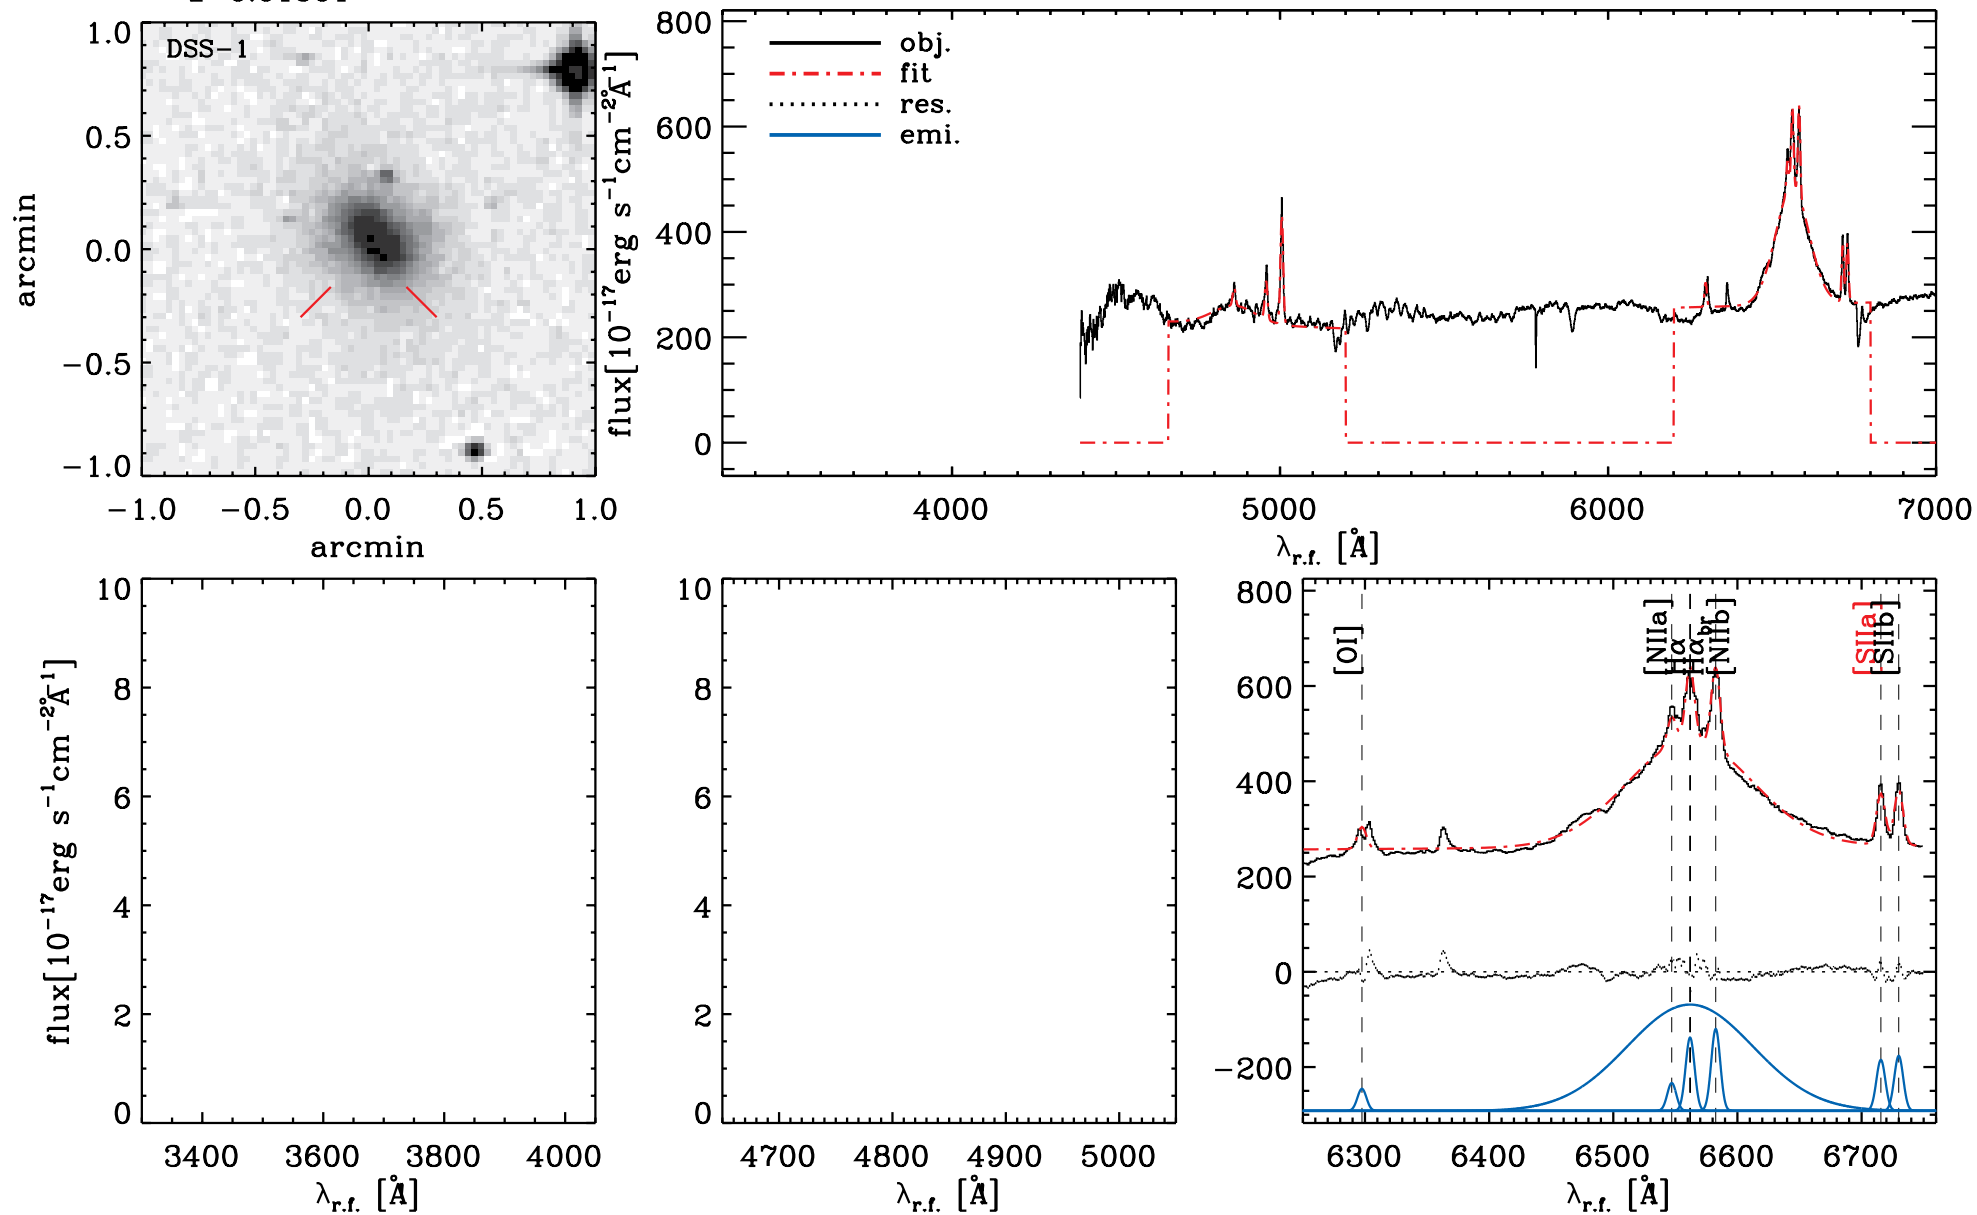 DSS-1
1.0
0.5
0.0
−0.5
−1.0
−1.0 −0.5 0.0 0.5 1.0
arcmin
arcmin
flux[10⁻¹⁷erg s⁻¹cm⁻²Å⁻¹]
800
600
400
200
0
obj.
fit
res.
emi.
4000 5000 6000 7000
λr.f. [Å]
flux[10⁻¹⁷erg s⁻¹cm⁻²Å⁻¹]
10
8
6
4
2
0
3400 3600 3800 4000
λr.f. [Å]
10
8
6
4
2
0
4700 4800 4900 5000
λr.f. [Å]
800
600
400
200
0
−200
[OI]
[NIIa]
Hα
Hαbr
[NIIb]
[SIIa]
[SIIb]
6300 6400 6500 6600 6700
λr.f. [Å]